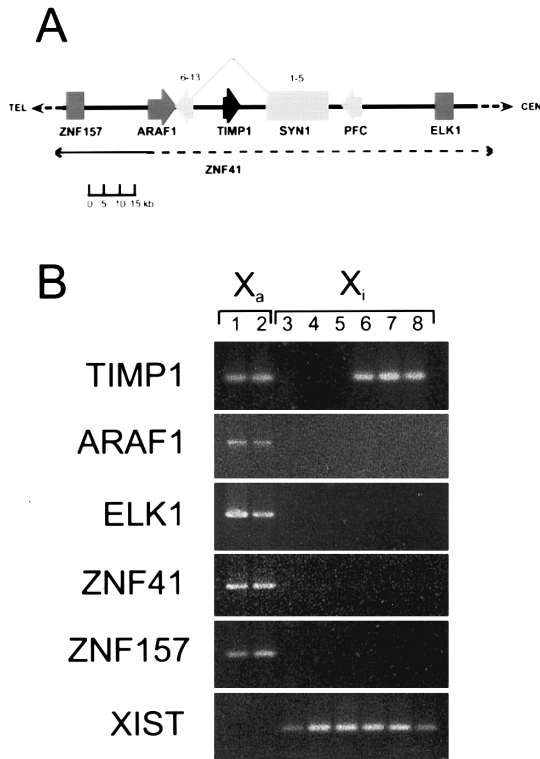 A
6-13
1-5
TEL
CEN
ZNF157
ARAF1
TIMP1
SYN1
PFC
ELK1
ZNF41
0 5 10 15 kb
B
Xa
Xi
1 2 3 4 5 6 7 8
TIMP1
ARAF1
ELK1
ZNF41
ZNF157
XIST